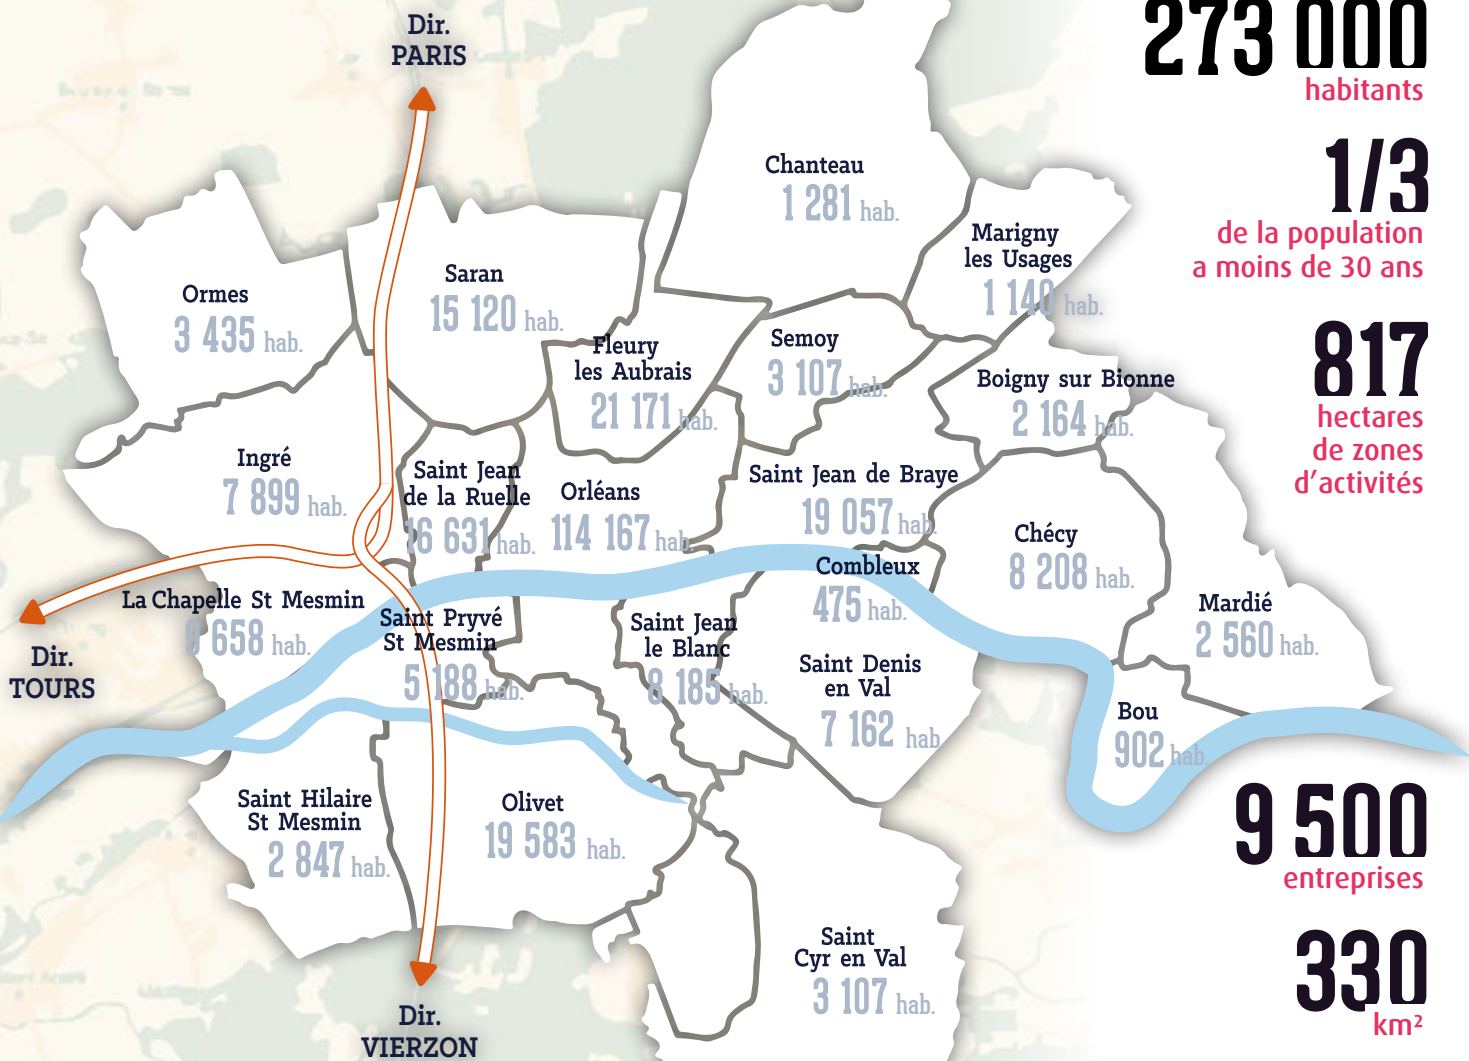 Dir.
PARIS
273 000
habitants
1/3
de la population
a moins de 30 ans
817
hectares
de zones
d'activités
Chanteau
1 281 hab.
Marigny
les Usages
1 140 hab.
Saran
15 120 hab.
Ormes
3 435 hab.
Fleury
les Aubrais
21 171 hab.
Semoy
3 107 hab.
Boigny sur Bionne
2 164 hab.
Ingré
7 899 hab.
Saint Jean
de la Ruelle
16 631 hab.
Orléans
114 167 hab.
Saint Jean de Braye
19 057 hab.
Chécy
8 208 hab.
Combleux
475 hab.
Mardié
2 560 hab.
La Chapelle St Mesmin
9 658 hab.
Saint Pryvé
St Mesmin
5 188 hab.
Saint Jean
le Blanc
8 185 hab.
Saint Denis
en Val
7 162 hab
Bou
902 hab.
Dir.
TOURS
Saint Hilaire
St Mesmin
2 847 hab.
Olivet
19 583 hab.
Saint
Cyr en Val
3 107 hab.
9 500
entreprises
330
km²
Dir.
VIERZON